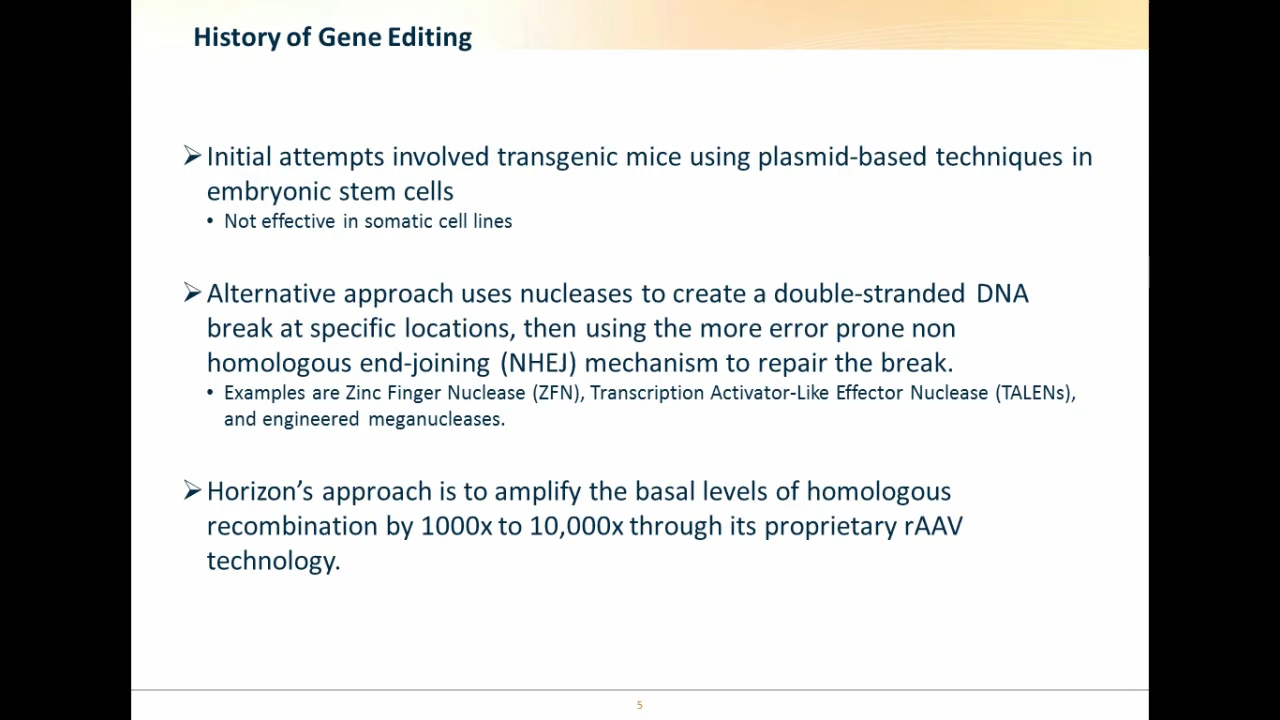 History of Gene Editing
➢Initial attempts involved transgenic mice using plasmid-based techniques in
embryonic stem cells
• Not effective in somatic cell lines
➢Alternative approach uses nucleases to create a double-stranded DNA
break at specific locations, then using the more error prone non
homologous end-joining (NHEJ) mechanism to repair the break.
• Examples are Zinc Finger Nuclease (ZFN), Transcription Activator-Like Effector Nuclease (TALENs),
and engineered meganucleases.
➢Horizon’s approach is to amplify the basal levels of homologous
recombination by 1000x to 10,000x through its proprietary rAAV
technology.
5